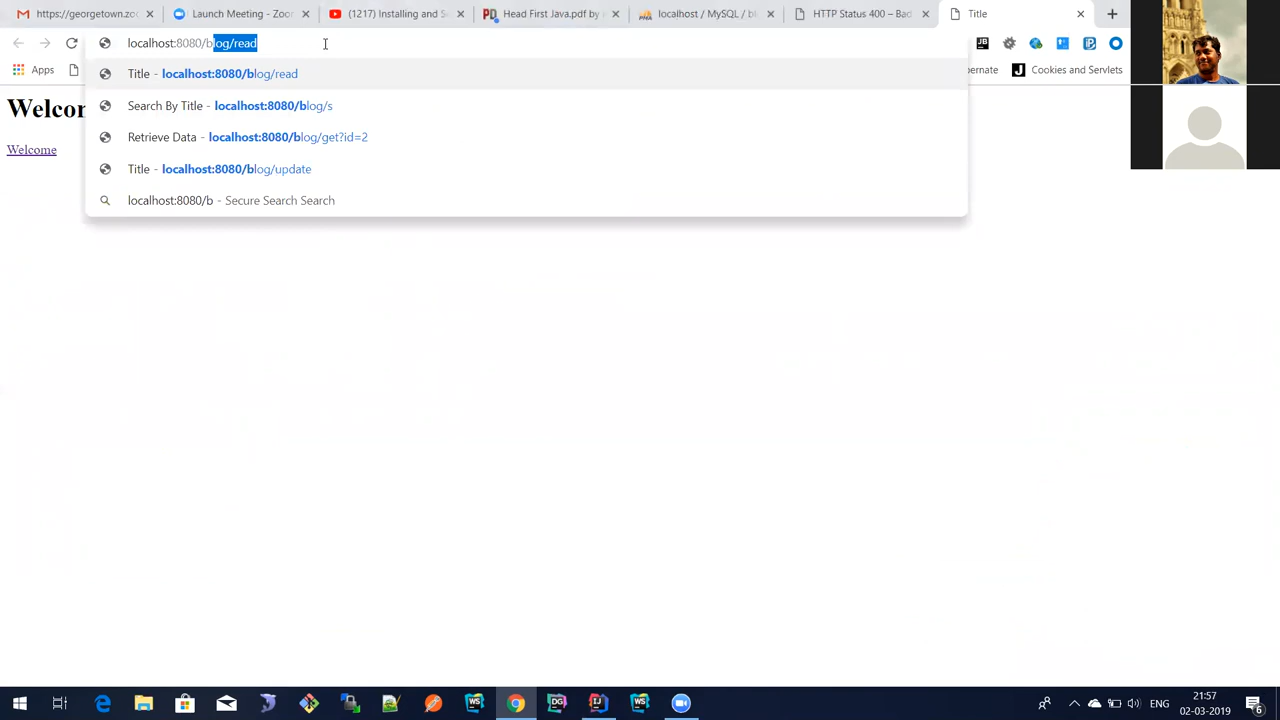 https://georgetown.zoo
Launch Meeting - Zoo
(1217) Installing and S
Head First Java.pdf by
localhost / MySQL / bl
HTTP Status 400 – Bad
Title
localhost:8080/blog/read
Apps
ernate
Cookies and Servlets
Title - localhost:8080/blog/read
Search By Title - localhost:8080/blog/s
Retrieve Data - localhost:8080/blog/get?id=2
Title - localhost:8080/blog/update
localhost:8080/b - Secure Search Search
Welcom
Welcome
ENG
21:57
02-03-2019
6